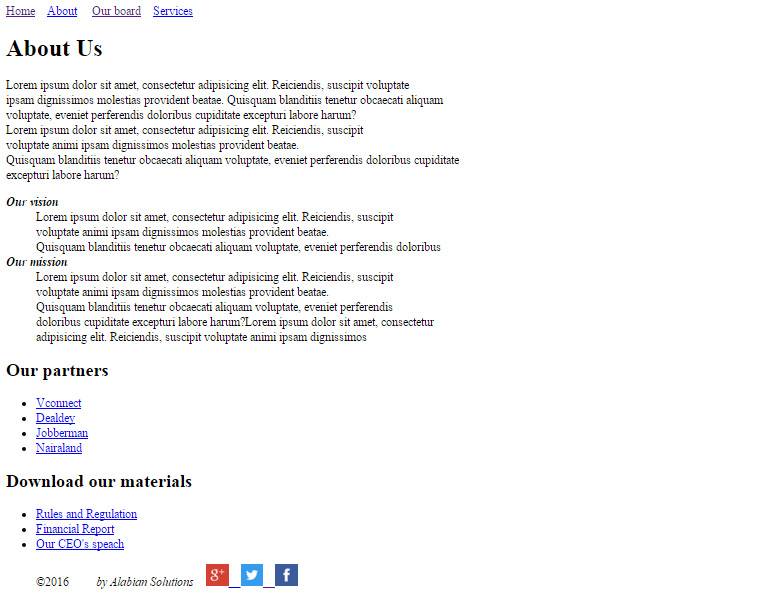 Home About Our board Services
About Us
Lorem ipsum dolor sit amet, consectetur adipisicing elit. Reiciendis, suscipit voluptate
ipsam dignissimos molestias provident beatae. Quisquam blanditiis tenetur obcaecati aliquam
voluptate, eveniet perferendis doloribus cupiditate excepturi labore harum?
Lorem ipsum dolor sit amet, consectetur adipisicing elit. Reiciendis, suscipit
voluptate animi ipsam dignissimos molestias provident beatae.
Quisquam blanditiis tenetur obcaecati aliquam voluptate, eveniet perferendis doloribus cupiditate
excepturi labore harum?
Our vision
Lorem ipsum dolor sit amet, consectetur adipisicing elit. Reiciendis, suscipit
voluptate animi ipsam dignissimos molestias provident beatae.
Quisquam blanditiis tenetur obcaecati aliquam voluptate, eveniet perferendis doloribus
Our mission
Lorem ipsum dolor sit amet, consectetur adipisicing elit. Reiciendis, suscipit
voluptate animi ipsam dignissimos molestias provident beatae.
Quisquam blanditiis tenetur obcaecati aliquam voluptate, eveniet perferendis
doloribus cupiditate excepturi labore harum?Lorem ipsum dolor sit amet, consectetur
adipisicing elit. Reiciendis, suscipit voluptate animi ipsam dignissimos
Our partners
Vconnect
Dealdey
Jobberman
Nairaland
Download our materials
Rules and Regulation
Financial Report
Our CEO's speach
©2016 by Alabian Solutions g+ f